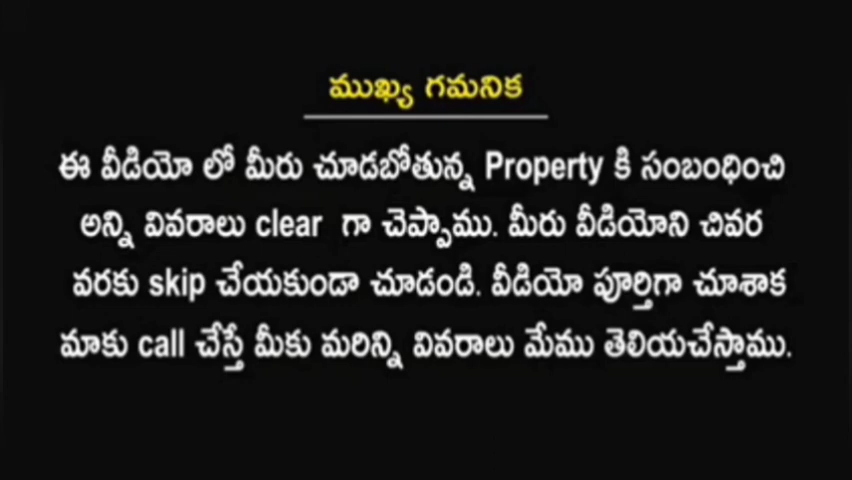 ముఖ్య గమనిక
ఈ వీడియో లో మీరు చూడబోతున్న Property కి సంబంధించి
అన్ని వివరాలు clear గా చెప్పాము. మీరు వీడియోని చివర
వరకు skip చేయకుండా చూడండి. వీడియో పూర్తిగా చూశాక
మాకు call చేస్తే మీకు మరిన్ని వివరాలు మేము తెలియచేస్తాము.